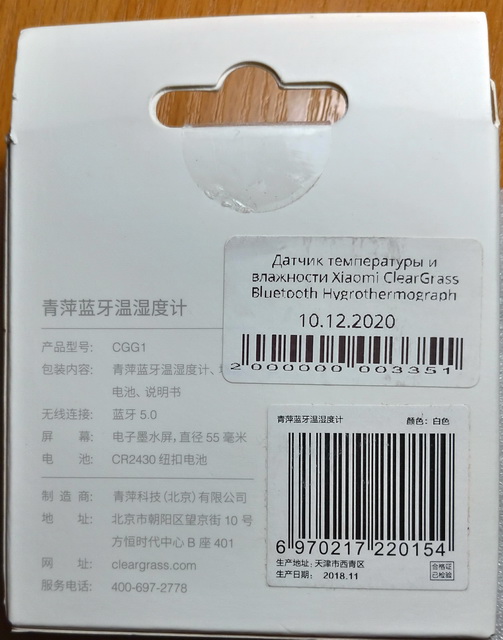 Датчик температуры и
влажности Xiaomi ClearGrass
Bluetooth Hygrothermograph
10.12.2020
2 000000 003351
青萍蓝牙温湿度计
产品型号: CGG1
包装内容: 青萍蓝牙温湿度计、
电池、说明书
无线连接: 蓝牙 5.0
屏 幕: 电子墨水屏,直径 55 毫米
电 池: CR2430 纽扣电池
制 造 商: 青萍科技(北京)有限公司
地 址: 北京市朝阳区望京街 10 号
方恒时代中心 B 座 401
网 址: cleargrass.com
服务电话: 400-697-2778
青萍蓝牙温湿度计 颜色: 白色
6 970217 220154
生产地址: 天津市西青区
生产日期: 2018.11
合格证
已检验